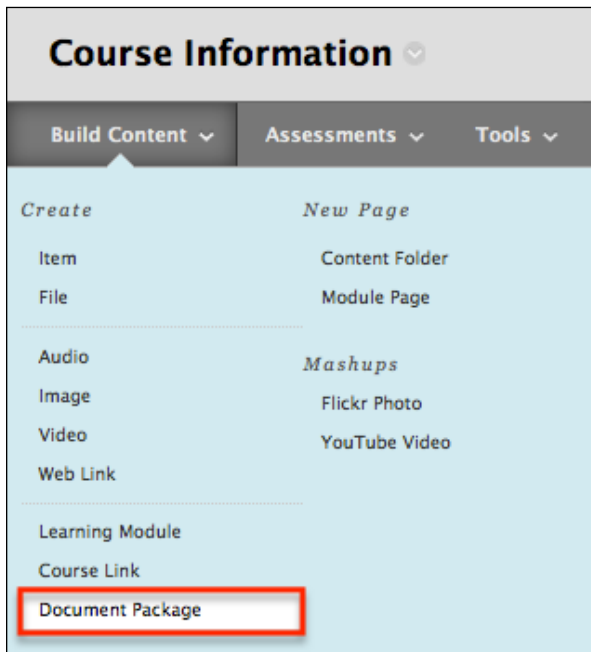 Course Information
Build Content
Assessments
Tools
Create
Item
File
Audio
Image
Video
Web Link
Learning Module
Course Link
Document Package
New Page
Content Folder
Module Page
Mashups
Flickr Photo
YouTube Video